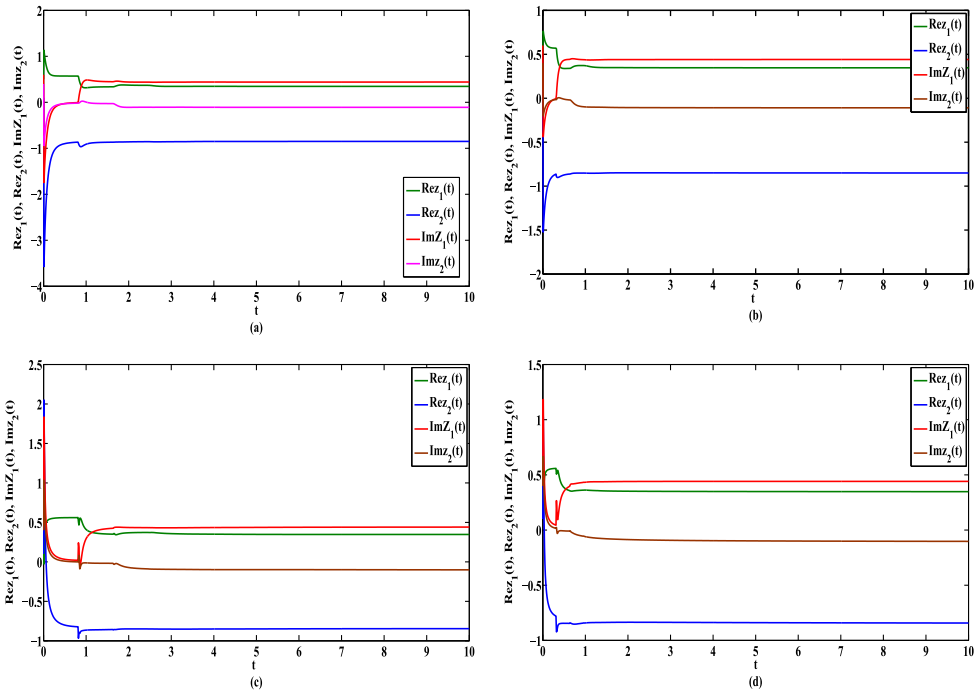 Rez1(t), Rez2(t), ImZ1(t), Imz2(t)
2
1
0
−1
−2
−3
−4
0 1 2 3 4 5 6 7 8 9 10
t
(a)
Rez1(t)
Rez2(t)
ImZ1(t)
Imz2(t)
Rez1(t), Rez2(t), ImZ1(t), Imz2(t)
1
0.5
0
−0.5
−1
−1.5
−2
0 1 2 3 4 5 6 7 8 9 10
t
(b)
Rez1(t)
Rez2(t)
ImZ1(t)
Imz2(t)
Rez1(t), Rez2(t), ImZ1(t), Imz2(t)
2.5
2
1.5
1
0.5
0
−0.5
−1
0 1 2 3 4 5 6 7 8 9 10
t
(c)
Rez1(t)
Rez2(t)
ImZ1(t)
Imz2(t)
Rez1(t), Rez2(t), ImZ1(t), Imz2(t)
1.5
1
0.5
0
−0.5
−1
0 1 2 3 4 5 6 7 8 9 10
t
(d)
Rez1(t)
Rez2(t)
ImZ1(t)
Imz2(t)